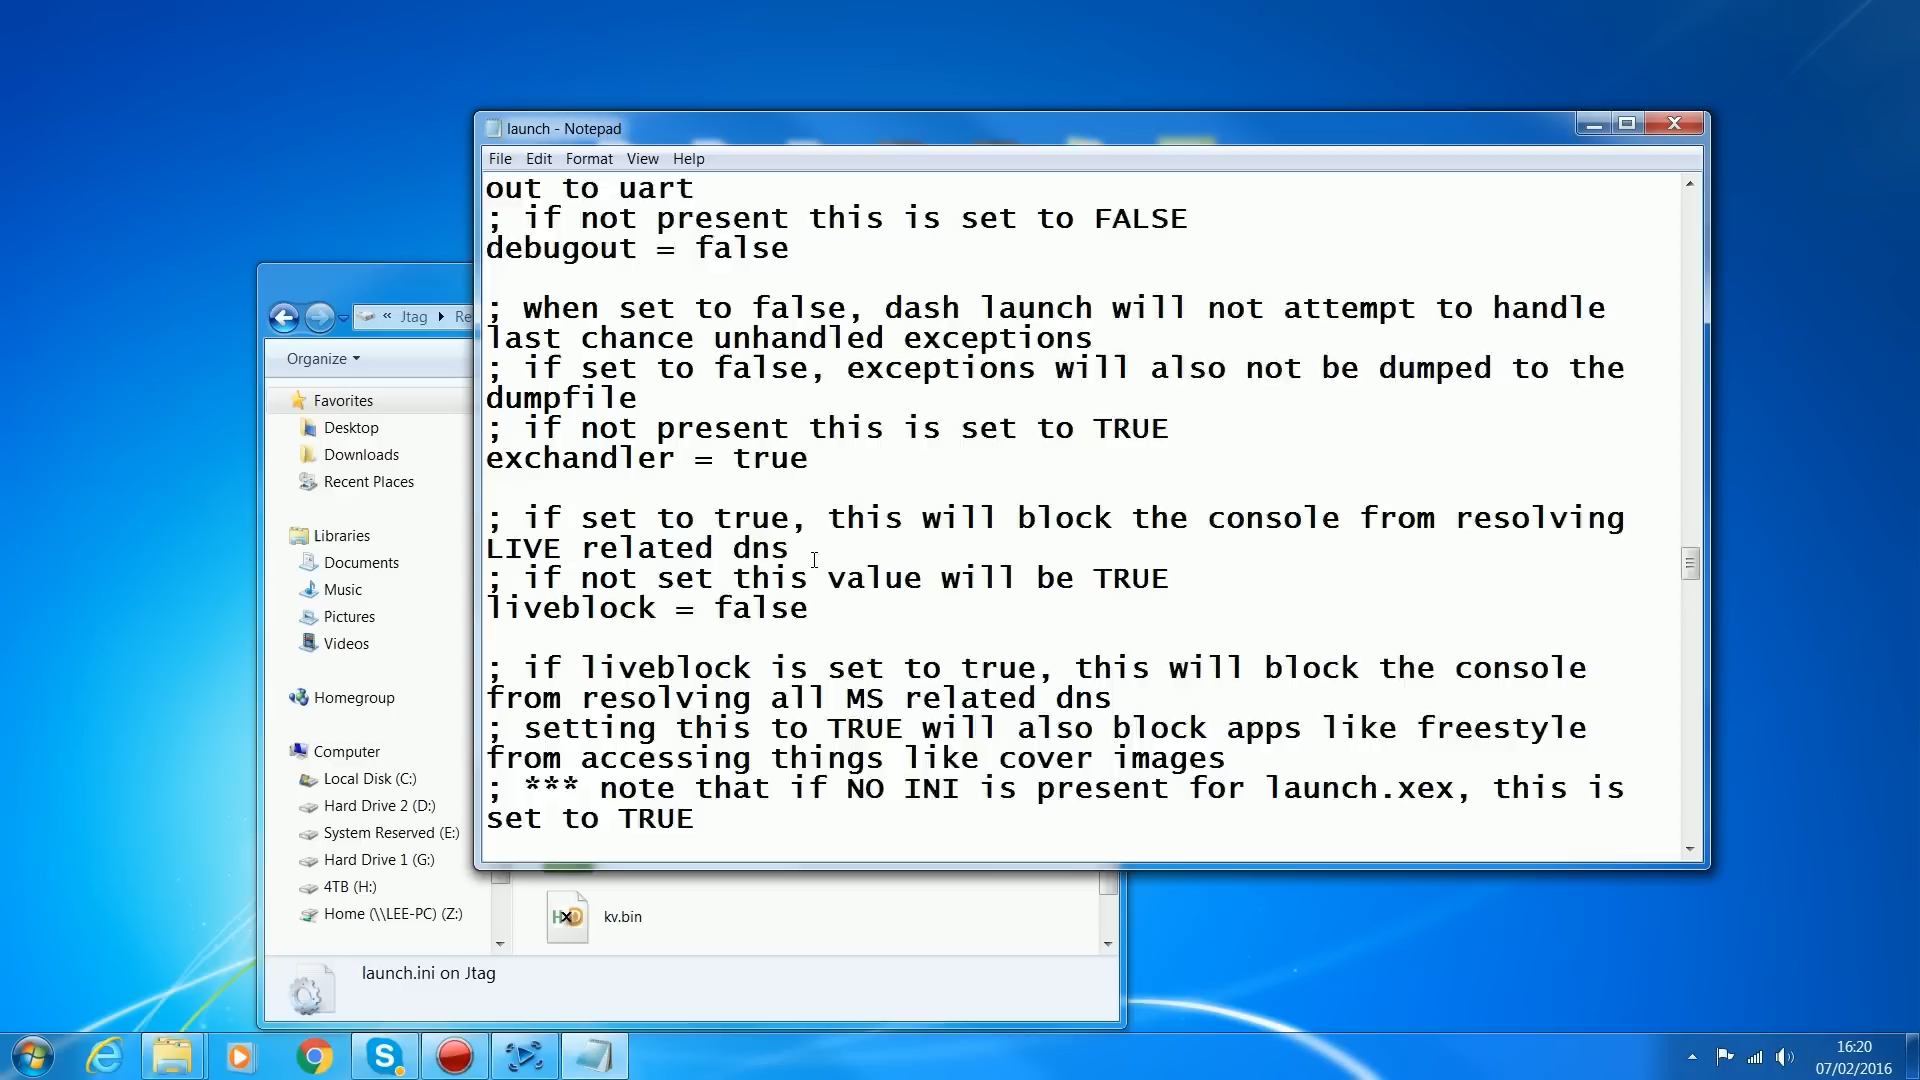 launch - Notepad
File Edit Format View Help
out to uart
; if not present this is set to FALSE
debugout = false
; when set to false, dash launch will not attempt to handle
last chance unhandled exceptions
; if set to false, exceptions will also not be dumped to the
dumpfile
; if not present this is set to TRUE
exchandler = true
; if set to true, this will block the console from resolving
LIVE related dns
; if not set this value will be TRUE
liveblock = false
; if liveblock is set to true, this will block the console
from resolving all MS related dns
; setting this to TRUE will also block apps like freestyle
from accessing things like cover images
; *** note that if NO INI is present for launch.xex, this is
set to TRUE
« Jtag Re
Organize
Favorites
Desktop
Downloads
Recent Places
Libraries
Documents
Music
Pictures
Videos
Homegroup
Computer
Local Disk (C:)
Hard Drive 2 (D:)
System Reserved (E:)
Hard Drive 1 (G:)
4TB (H:)
Home (\\LEE-PC) (Z:)
HxD
kv.bin
launch.ini on Jtag
16:20
07/02/2016